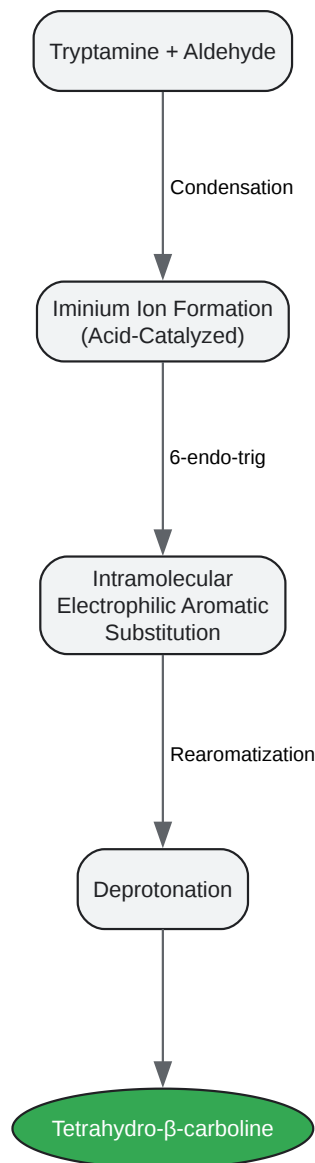 Tryptamine + Aldehyde
Condensation
Iminium Ion Formation
(Acid-Catalyzed)
6-endo-trig
Intramolecular
Electrophilic Aromatic
Substitution
Rearomatization
Deprotonation
Tetrahydro-β-carboline